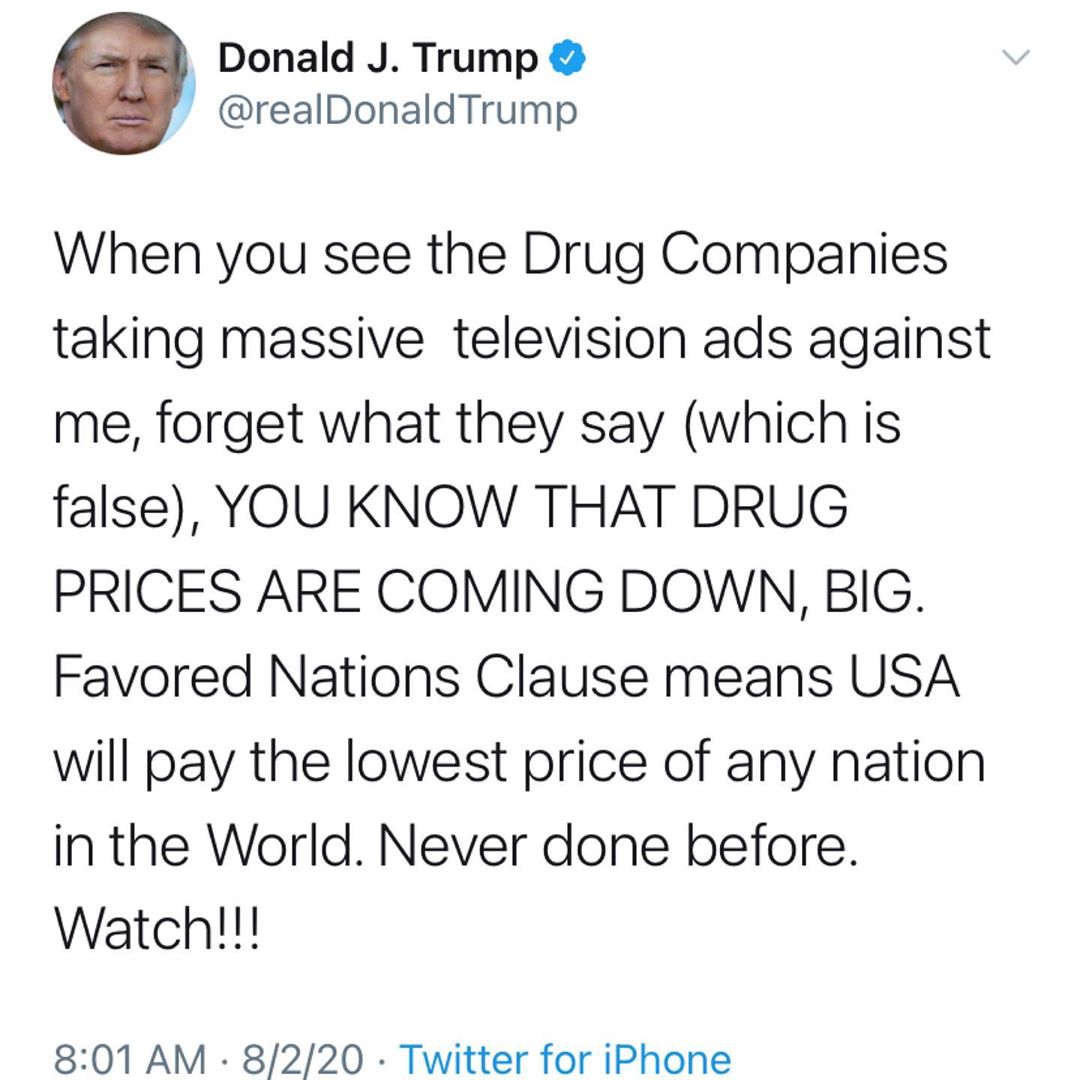 Donald J. Trump
@realDonaldTrump
When you see the Drug Companies
taking massive  television ads against
me, forget what they say (which is
false), YOU KNOW THAT DRUG
PRICES ARE COMING DOWN, BIG.
Favored Nations Clause means USA
will pay the lowest price of any nation
in the World. Never done before.
Watch!!!
8:01 AM · 8/2/20 · Twitter for iPhone